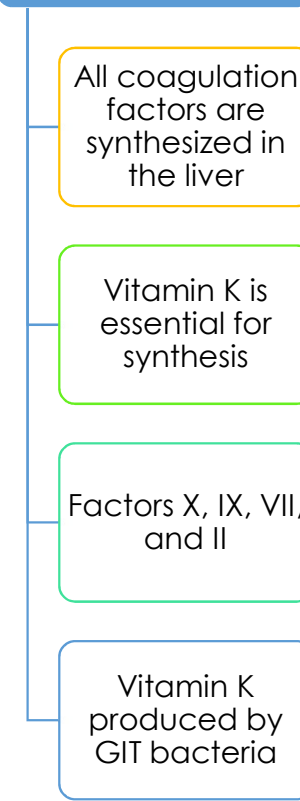 All coagulation
factors are
synthesized in
the liver
Vitamin K is
essential for
synthesis
Factors X, IX, VII,
and II
Vitamin K
produced by
GIT bacteria